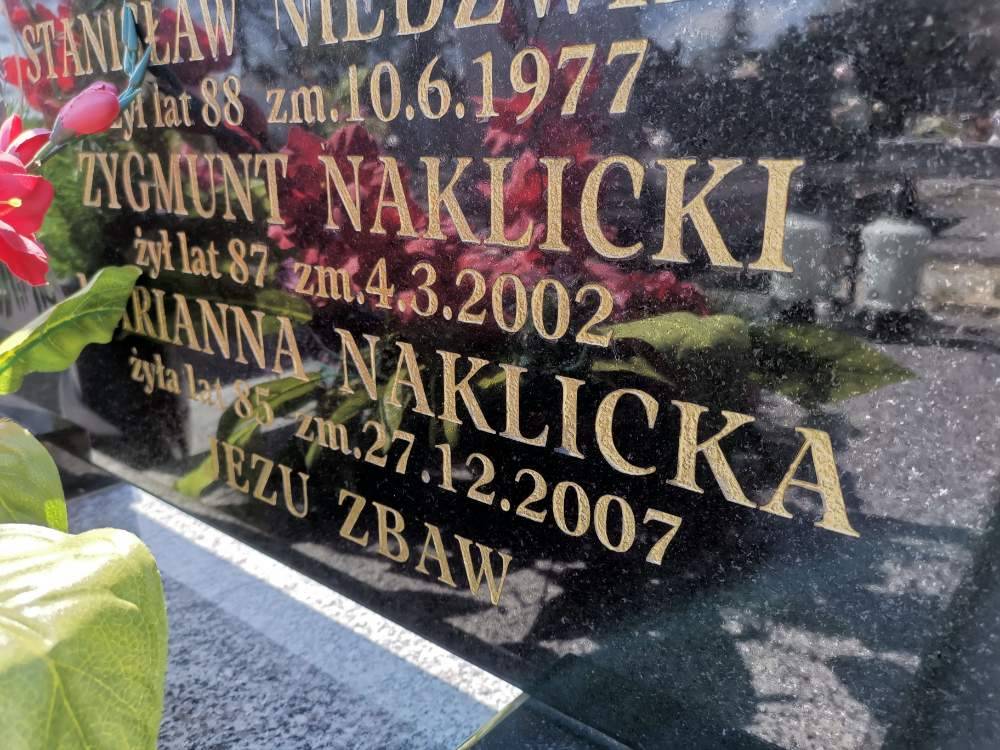 STANISŁAW
żył lat 88 zm.10.6.1977
ZYGMUNT NAKLICKI
żył lat 87 zm.4.3.2002
MARIANNA NAKLICKA
żyła lat 85 zm.27.12.2007
JEZU ZBAW